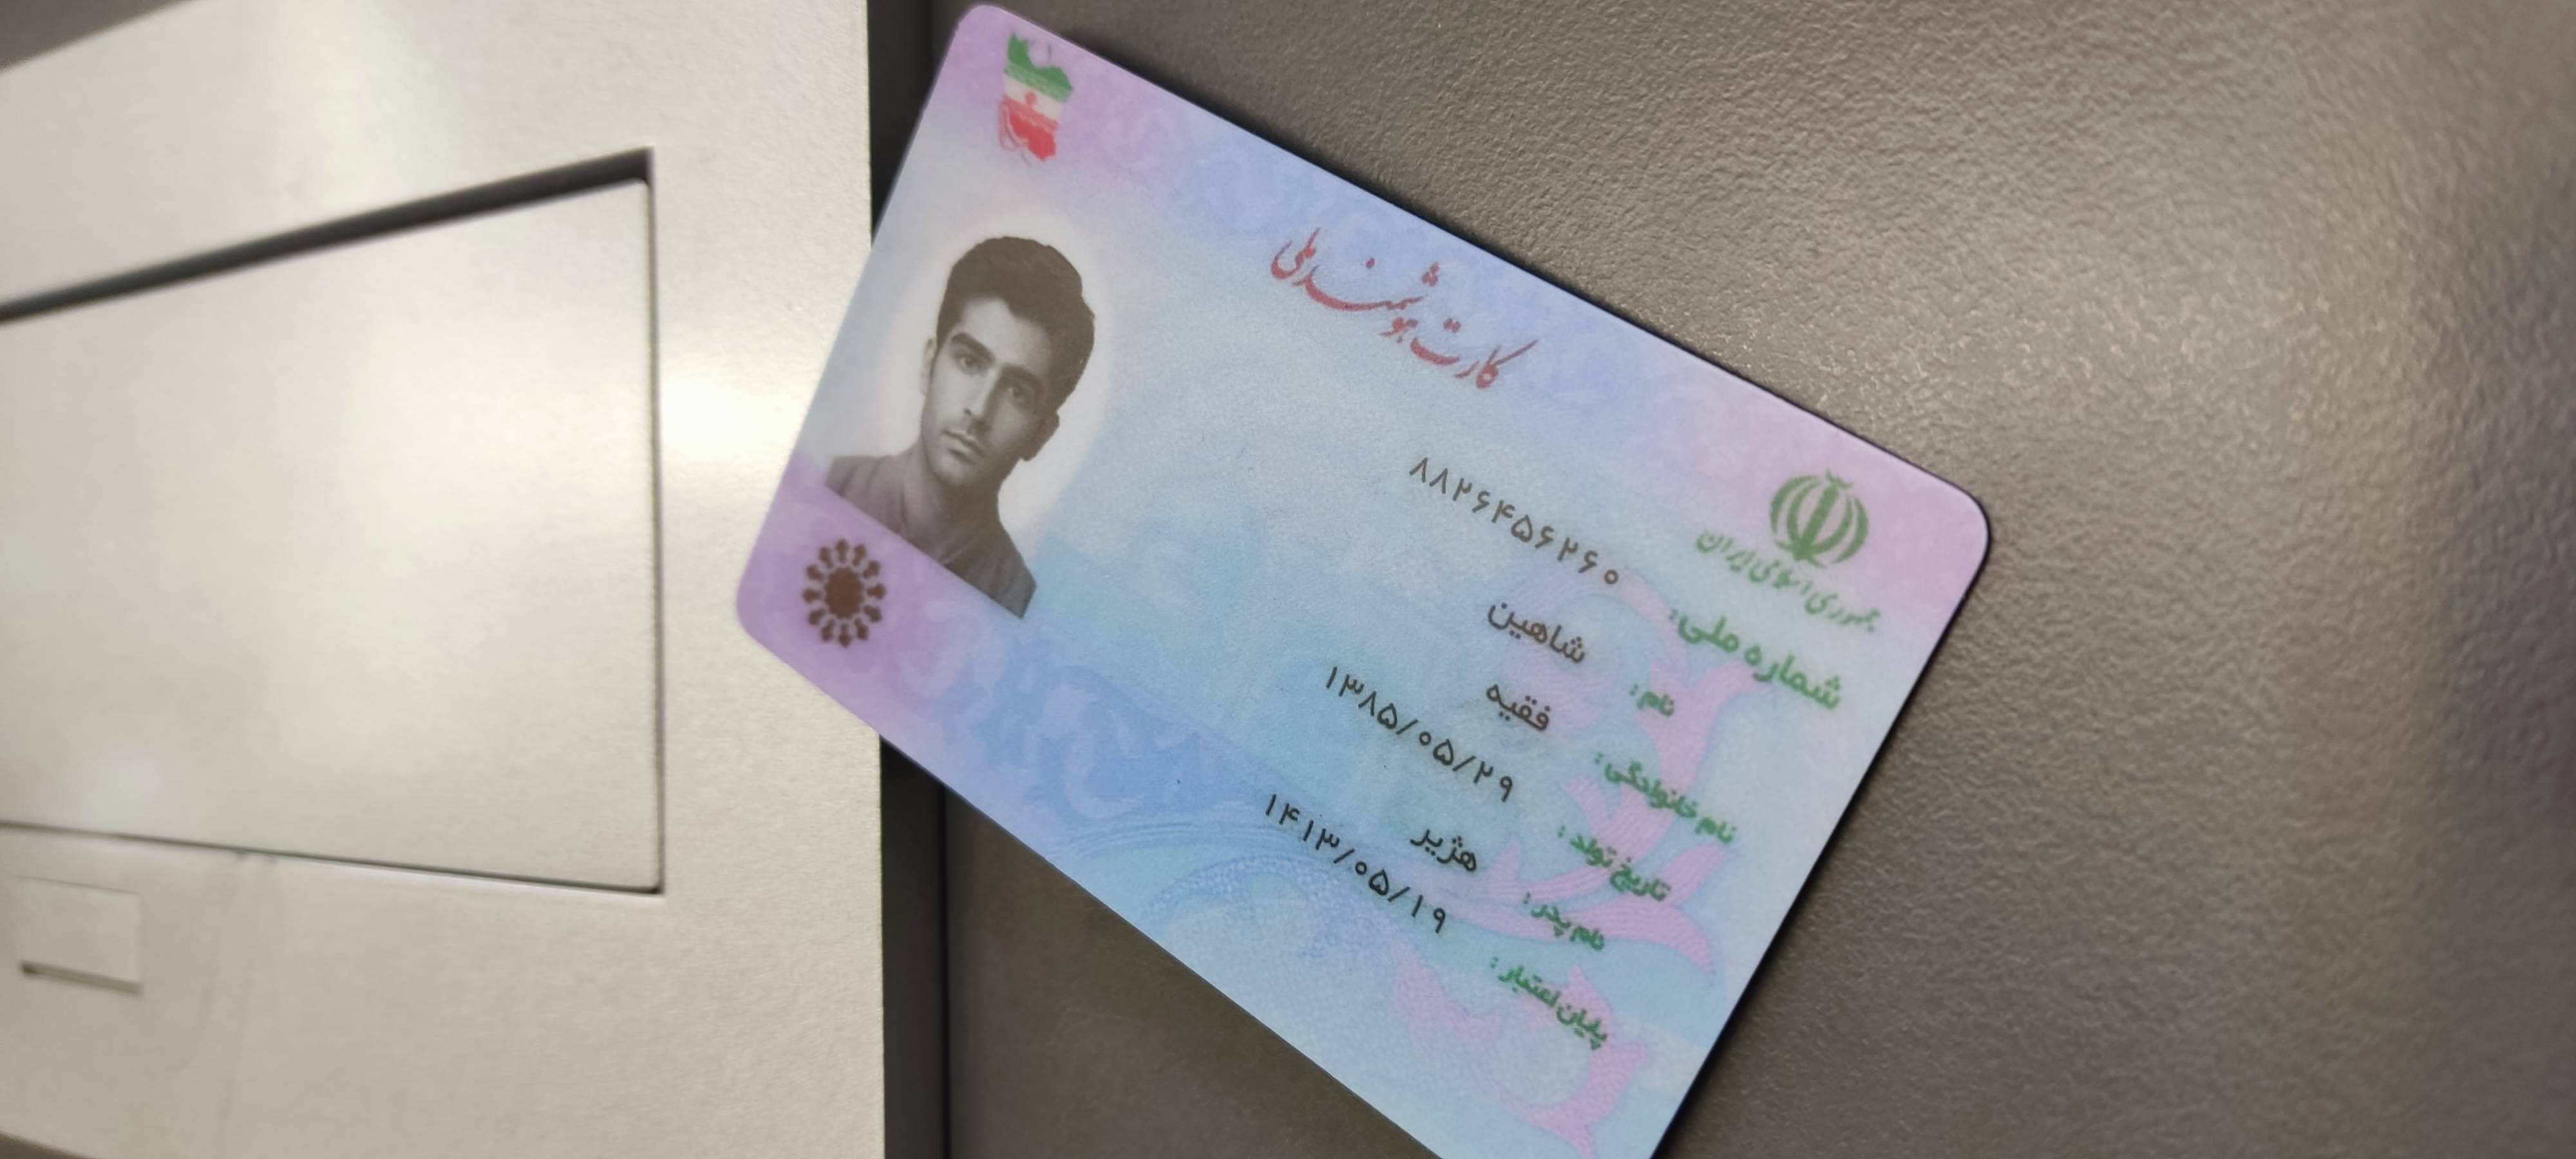 جمهوری اسلامی ایران
کارت هوشمند ملی
شماره ملی: ۸۸۲۶۴۵۶۲۶۰
نام: شاهین
نام خانوادگی: فقیه
تاریخ تولد: ۱۳۸۵/۰۵/۲۹
نام پدر: هژیر
پایان اعتبار: ۱۴۱۳/۰۵/۱۹